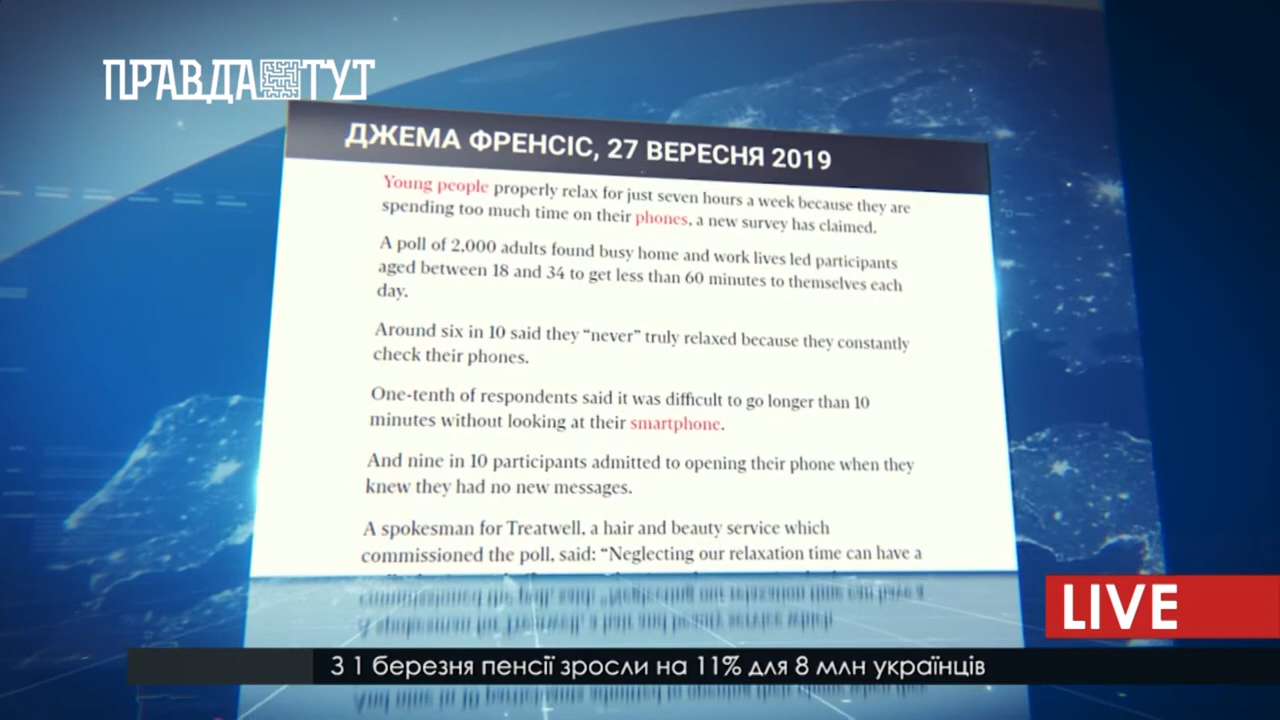 ПРАВДА ТУТ
ДЖЕМА ФРЕНСІС, 27 ВЕРЕСНЯ 2019
Young people properly relax for just seven hours a week because they are
spending too much time on their phones, a new survey has claimed.
A poll of 2,000 adults found busy home and work lives led participants
aged between 18 and 34 to get less than 60 minutes to themselves each
day.
Around six in 10 said they “never” truly relaxed because they constantly
check their phones.
One-tenth of respondents said it was difficult to go longer than 10
minutes without looking at their smartphone.
And nine in 10 participants admitted to opening their phone when they
knew they had no new messages.
A spokesman for Treatwell, a hair and beauty service which
commissioned the poll, said: “Neglecting our relaxation time can have a
LIVE
З 1 березня пенсії зросли на 11% для 8 млн українців